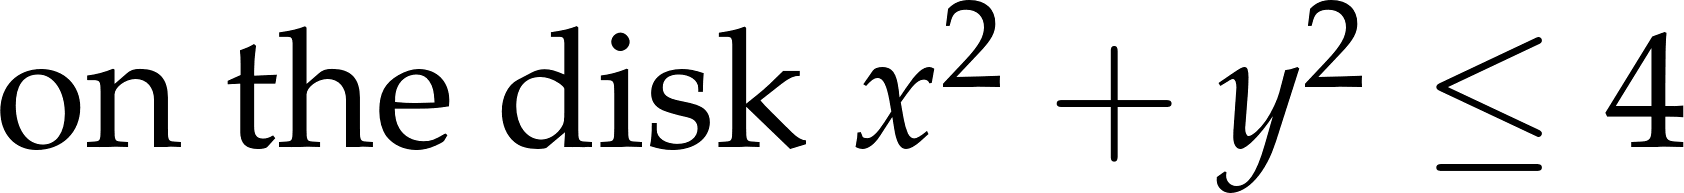 on the disk x² + y² ≤ 4